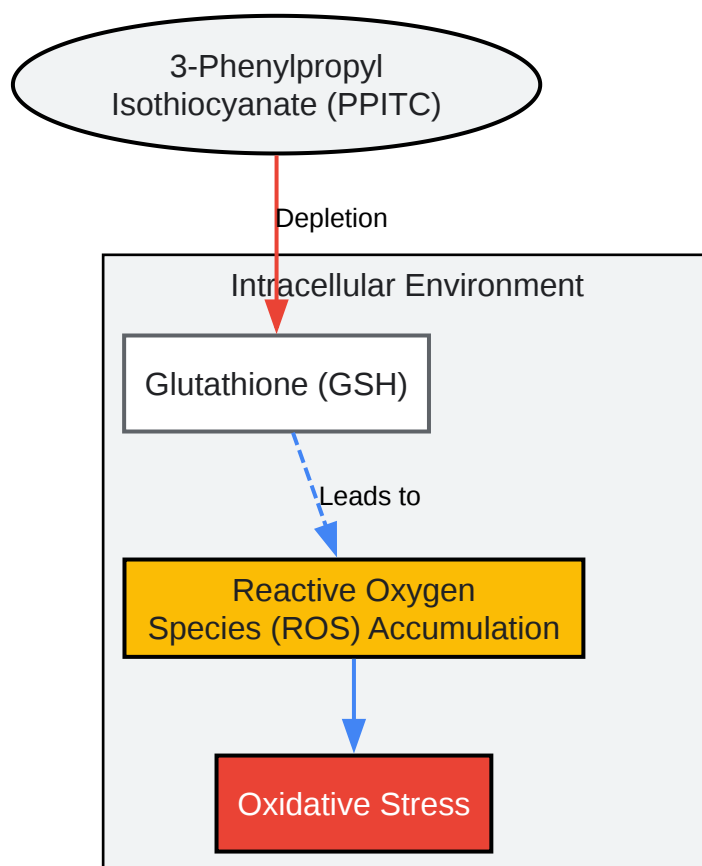 3-Phenylpropyl
Isothiocyanate (PPITC)
Depletion
Intracellular Environment
Glutathione (GSH)
Leads to
Reactive Oxygen
Species (ROS) Accumulation
Oxidative Stress